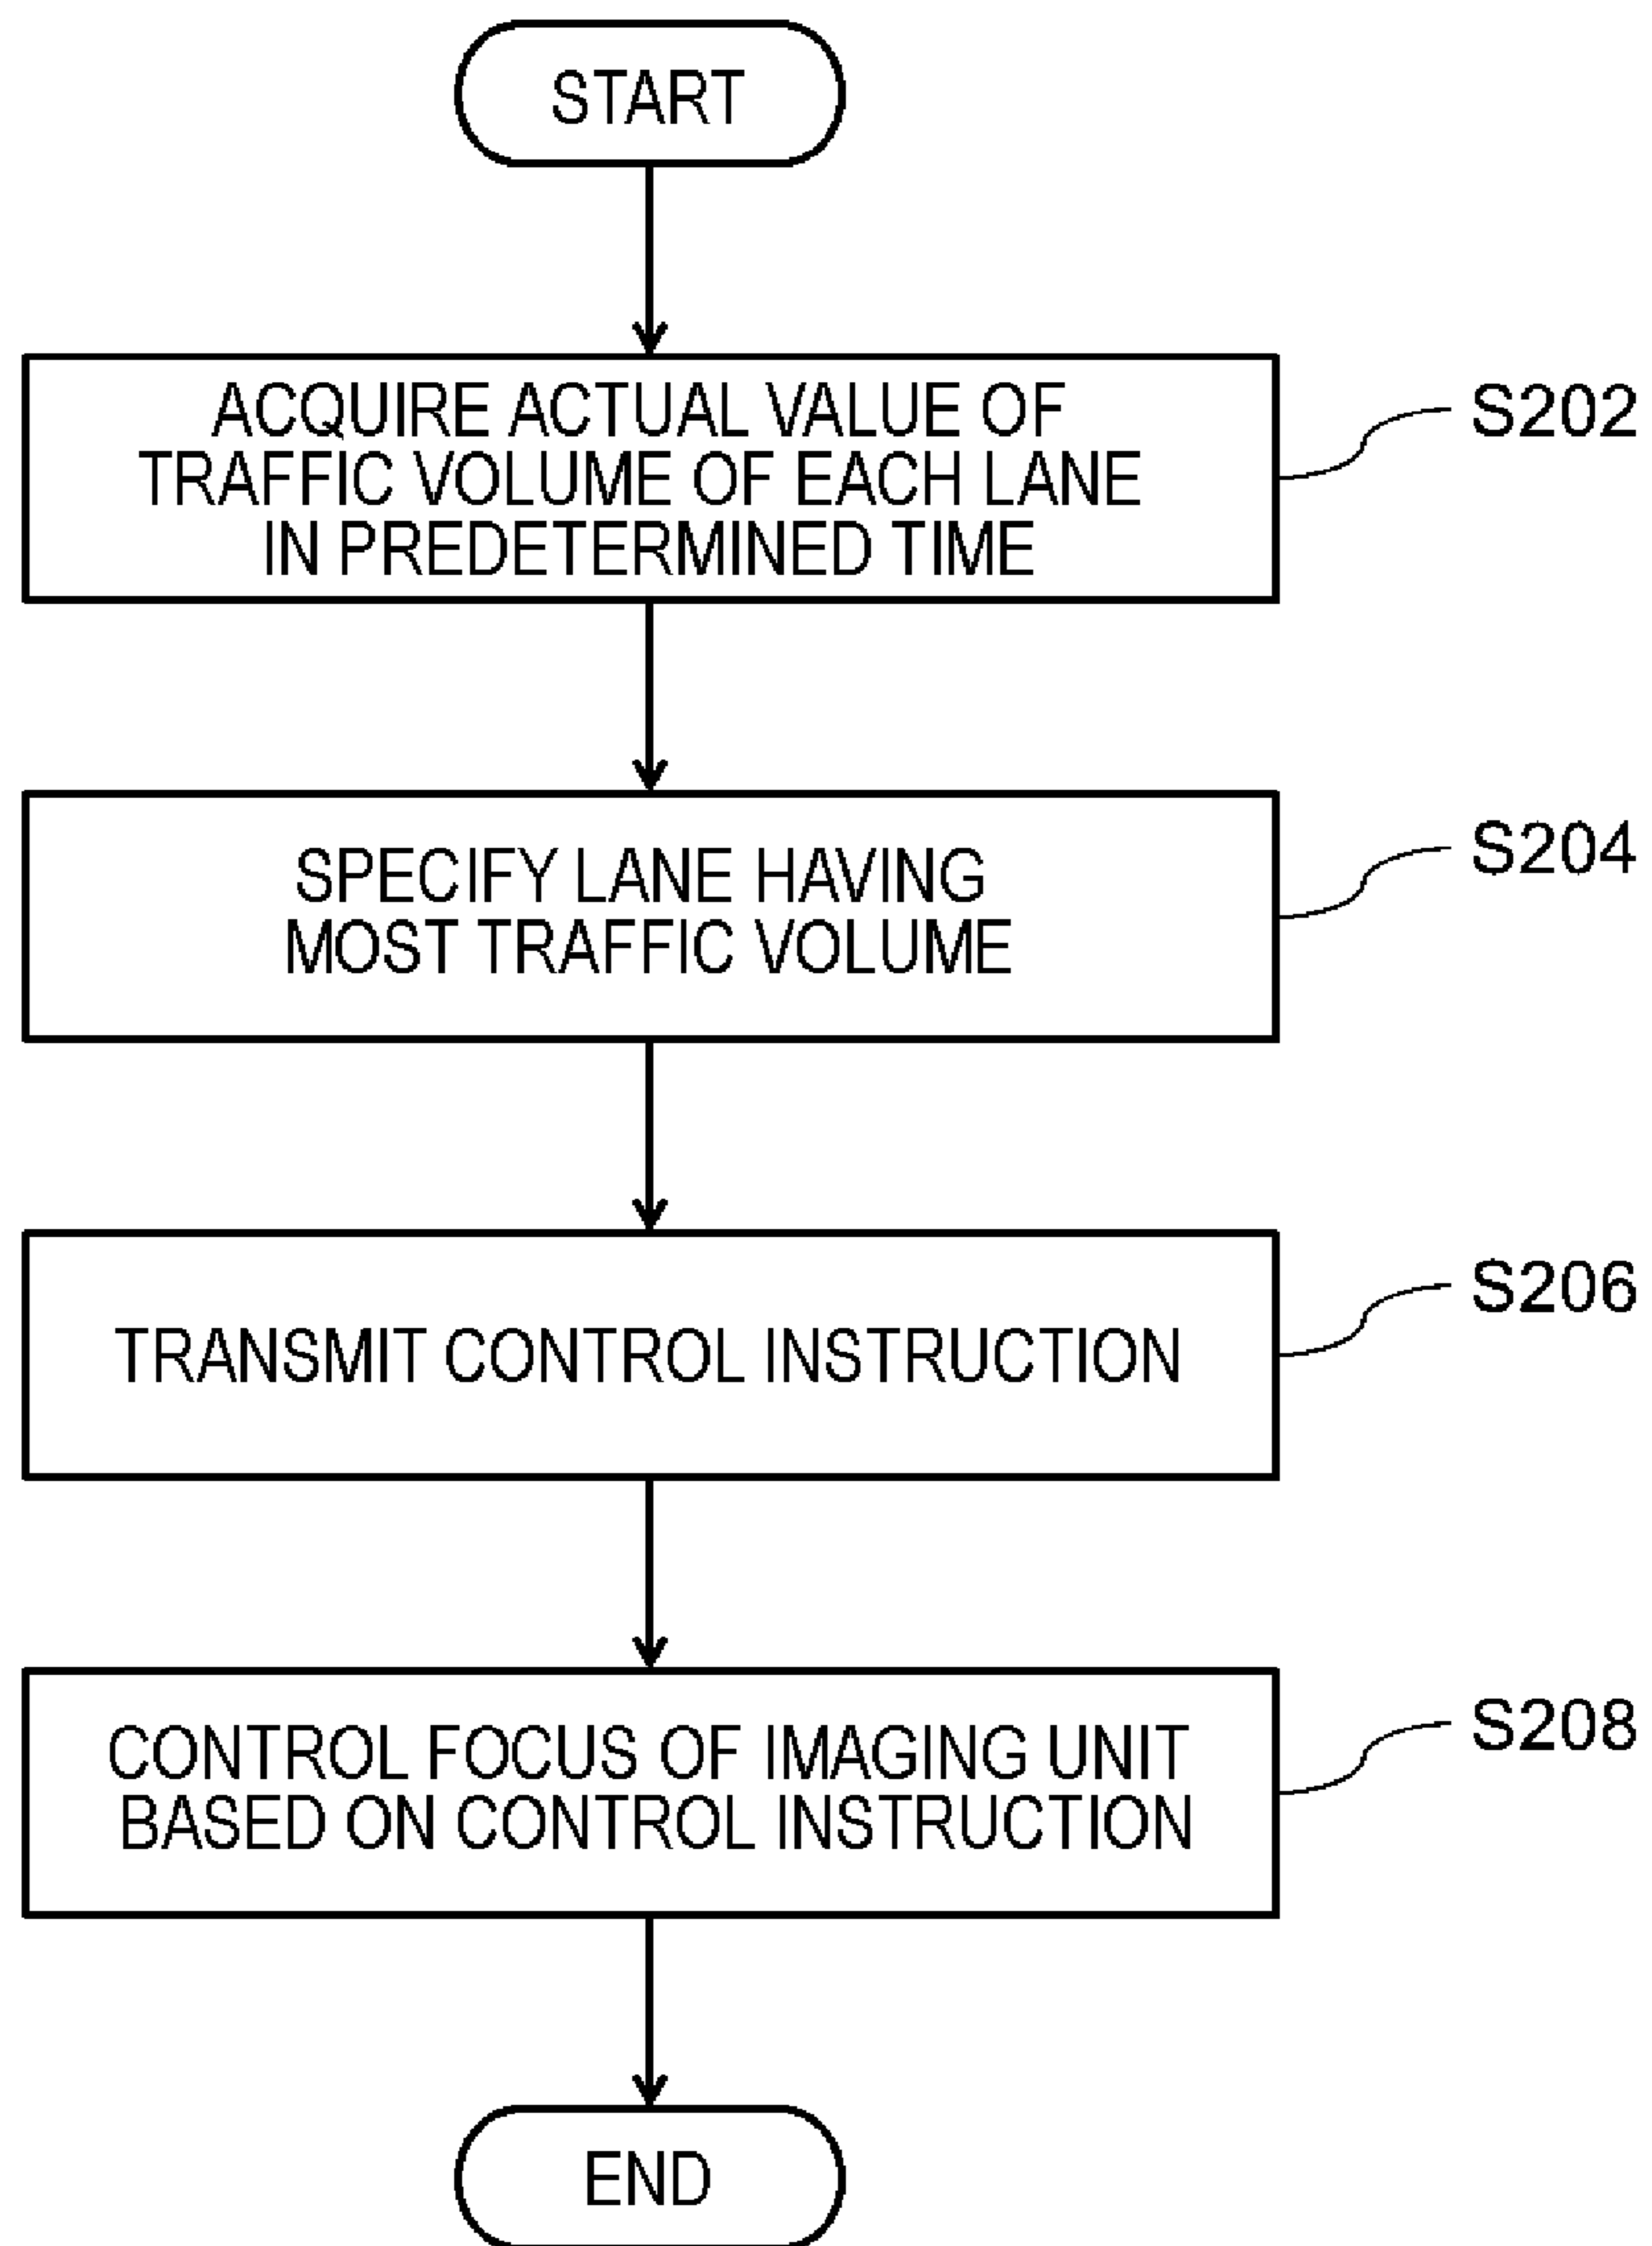 START
ACQUIRE ACTUAL VALUE OF
TRAFFIC VOLUME OF EACH LANE
IN PREDETERMINED TIME
S202
SPECIFY LANE HAVING
MOST TRAFFIC VOLUME
S204
TRANSMIT CONTROL INSTRUCTION
S206
CONTROL FOCUS OF IMAGING UNIT
BASED ON CONTROL INSTRUCTION
S208
END